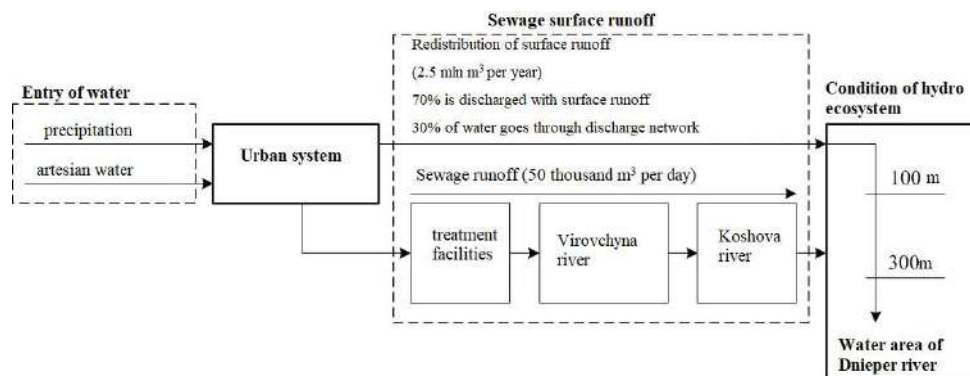 Sewage surface runoff
Redistribution of surface runoff
(2.5 mln m³ per year)
70% is discharged with surface runoff
30% of water goes through discharge network
Entry of water
precipitation
artesian water
Urban system
Condition of hydro
ecosystem
Sewage runoff (50 thousand m³ per day)
treatment
facilities
Virovchyna
river
Koshova
river
100 m
300m
Water area of
Dnieper river